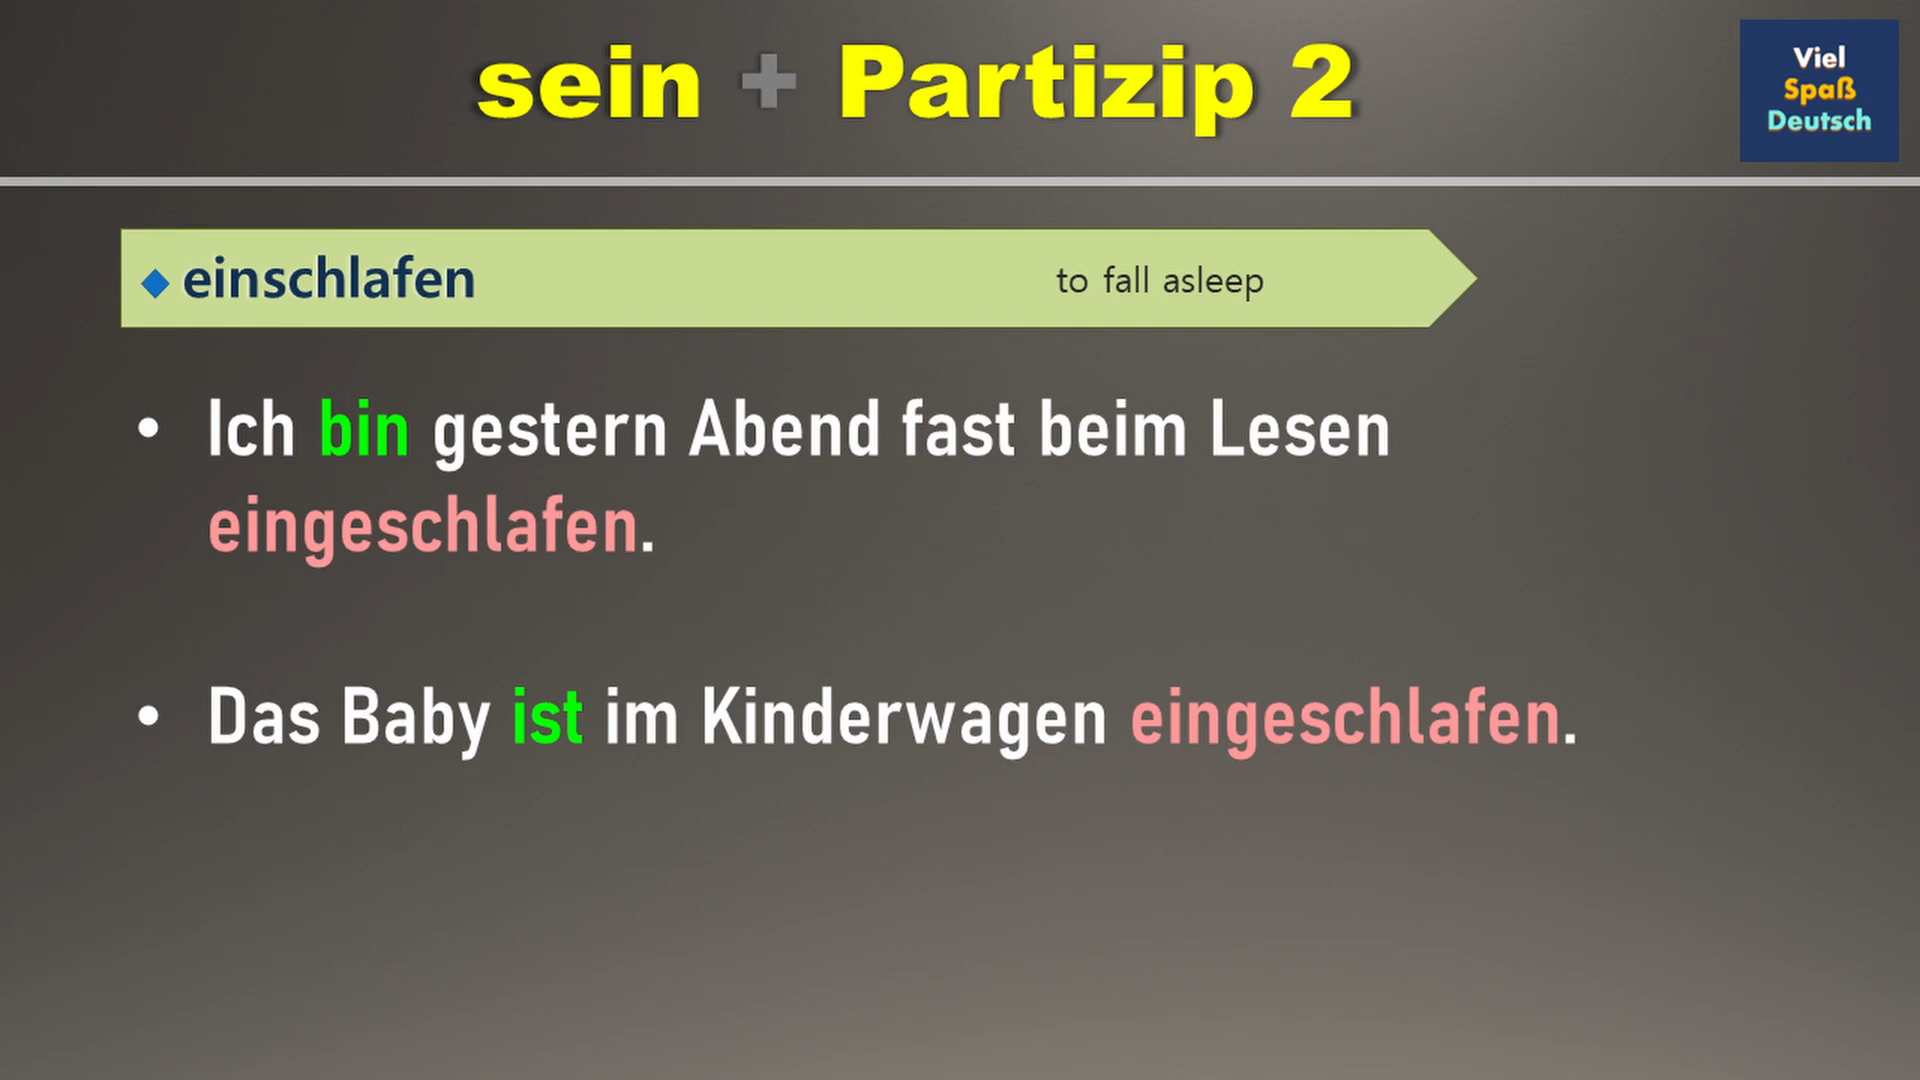 sein + Partizip 2
Viel
Spaß
Deutsch
einschlafen to fall asleep
• Ich bin gestern Abend fast beim Lesen
eingeschlafen.
• Das Baby ist im Kinderwagen eingeschlafen.